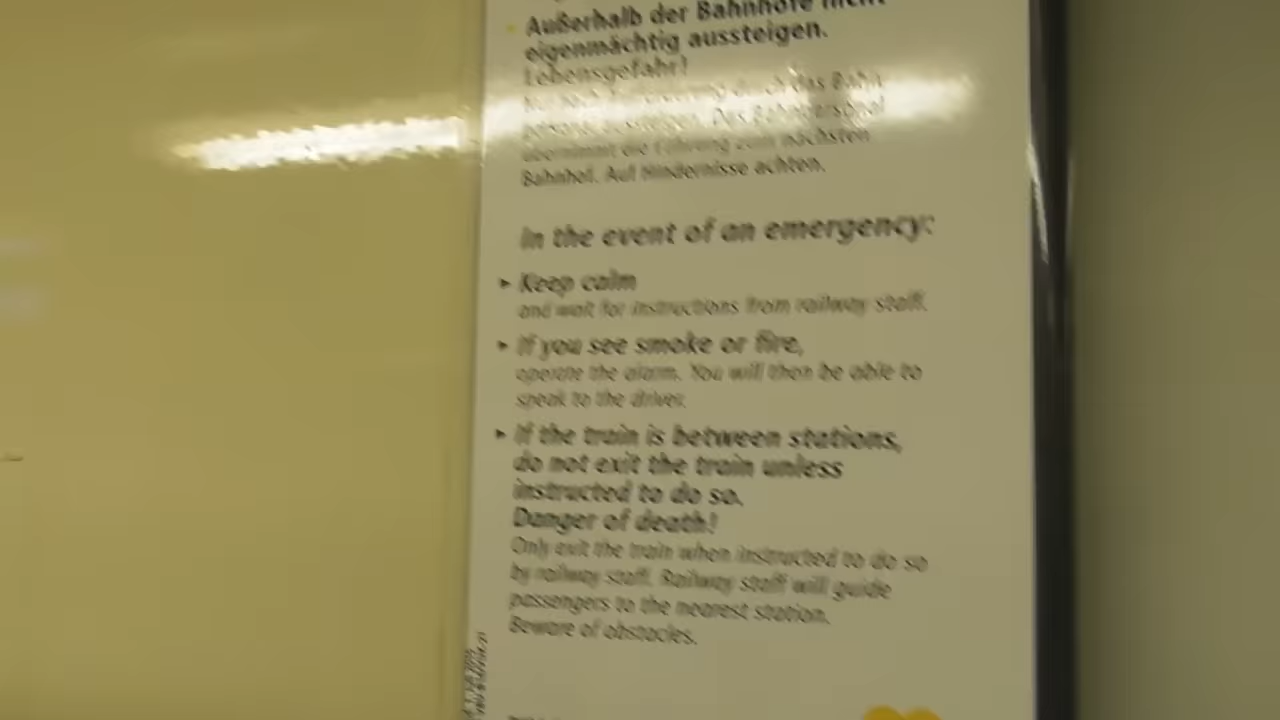 Außerhalb der Bahnhöfe nicht
eigenmächtig aussteigen.
Lebensgefahr!
durch das Bahn-
aussteigen. Das Bahnpersonal
übernimmt die Führung zum nächsten
Bahnhof. Auf Hindernisse achten.
In the event of an emergency:
Keep calm
and wait for instructions from railway staff.
If you see smoke or fire,
operate the alarm. You will then be able to
speak to the driver.
If the train is between stations,
do not exit the train unless
instructed to do so.
Danger of death!
Only exit the train when instructed to do so
by railway staff. Railway staff will guide
passengers to the nearest station.
Beware of obstacles.